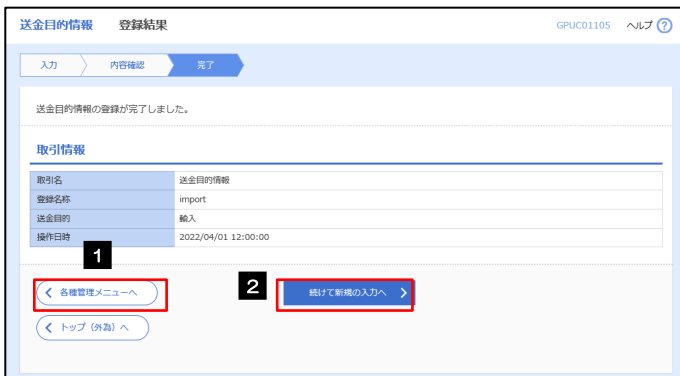 送金目的情報 登録結果 GPUC01105 ヘルプ ?
入力 内容確認 完了
送金目的情報の登録が完了しました。
取引情報
取引名 送金目的情報
登録名称 import
送金目的 輸入
操作日時 2022/04/01 12:00:00
1
各種管理メニューへ
2
続けて新規の入力へ
トップ（外為）へ